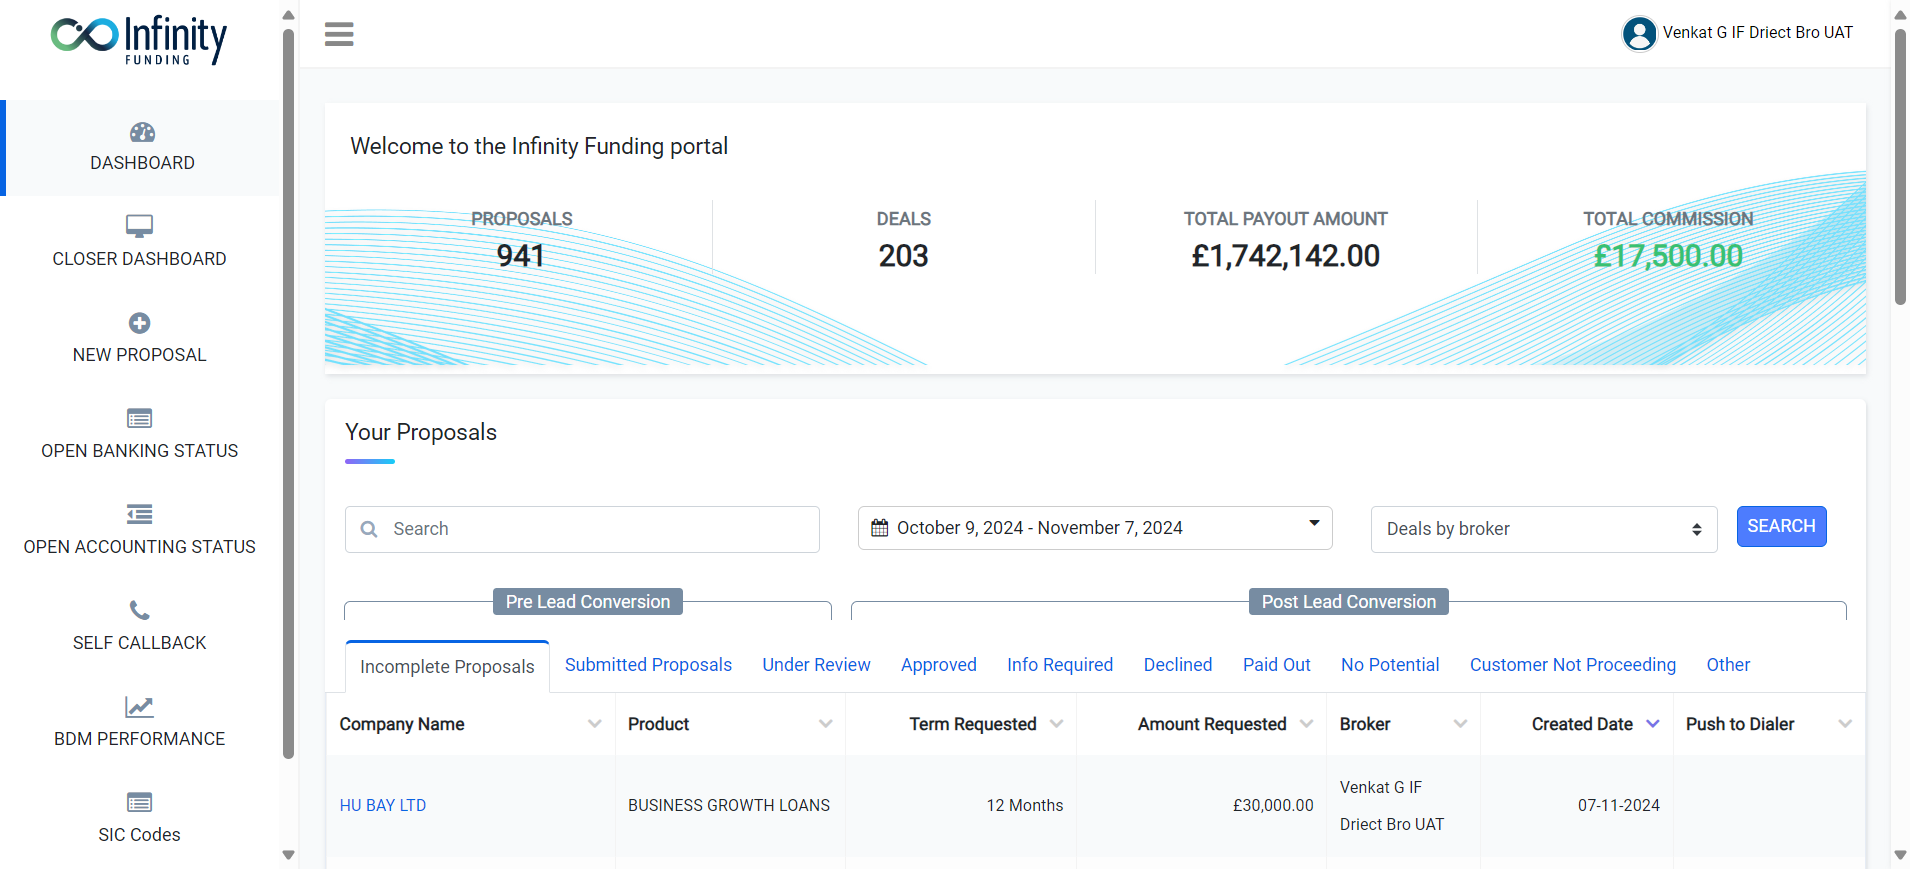 Infinity
FUNDING
Venkat G IF Driect Bro UAT
DASHBOARD
CLOSER DASHBOARD
NEW PROPOSAL
OPEN BANKING STATUS
OPEN ACCOUNTING STATUS
SELF CALLBACK
BDM PERFORMANCE
SIC Codes
Welcome to the Infinity Funding portal
PROPOSALS DEALS TOTAL PAYOUT AMOUNT TOTAL COMMISSION
941 203 £1,742,142.00 £17,500.00
Your Proposals
Search October 9, 2024 - November 7, 2024 Deals by broker SEARCH
Pre Lead Conversion Post Lead Conversion
Incomplete Proposals Submitted Proposals Under Review Approved Info Required Declined Paid Out No Potential Customer Not Proceeding Other
Company Name Product Term Requested Amount Requested Broker Created Date Push to Dialer
HU BAY LTD BUSINESS GROWTH LOANS 12 Months £30,000.00 Venkat G IF 07-11-2024
Driect Bro UAT